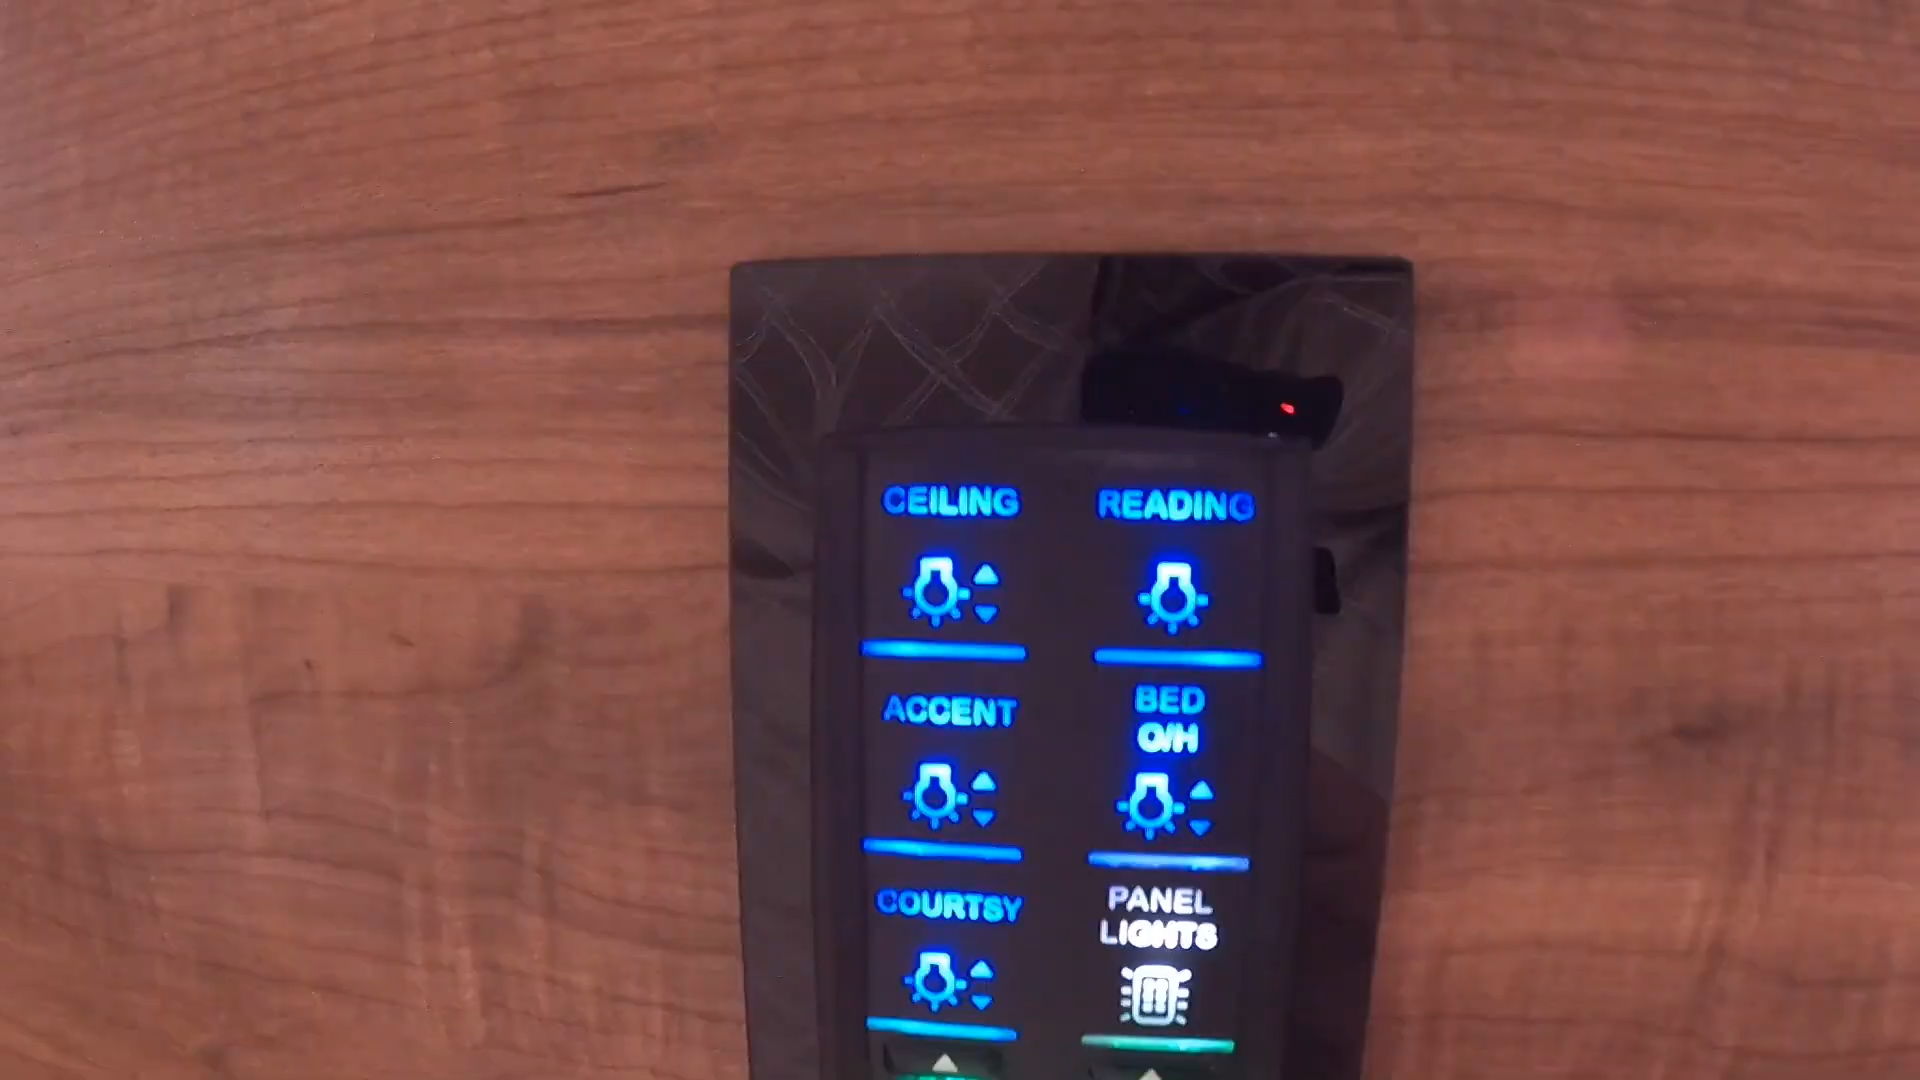 CEILING
READING
ACCENT
BED
O/H
COURTSY
PANEL
LIGHTS